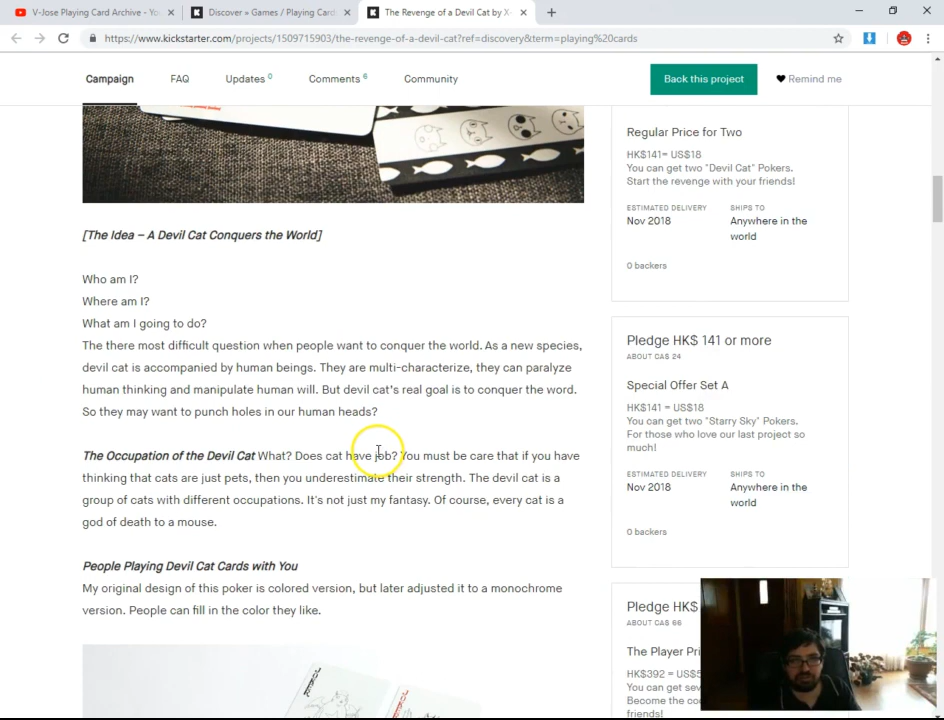 V-Jose Playing Card Archive - Yo
Discover » Games / Playing Cards
The Revenge of a Devil Cat by X
https://www.kickstarter.com/projects/1509715903/the-revenge-of-a-devil-cat?ref=discovery&term=playing%20cards
Campaign
FAQ
Updates 0
Comments 6
Community
Back this project
Remind me
[The Idea – A Devil Cat Conquers the World]
Who am I?
Where am I?
What am I going to do?
The there most difficult question when people want to conquer the world. As a new species,
devil cat is accompanied by human beings. They are multi-characterize, they can paralyze
human thinking and manipulate human will. But devil cat's real goal is to conquer the word.
So they may want to punch holes in our human heads?
The Occupation of the Devil Cat What? Does cat have job? You must be care that if you have
thinking that cats are just pets, then you underestimate their strength. The devil cat is a
group of cats with different occupations. It's not just my fantasy. Of course, every cat is a
god of death to a mouse.
People Playing Devil Cat Cards with You
My original design of this poker is colored version, but later adjusted it to a monochrome
version. People can fill in the color they like.
Regular Price for Two
HK$141= US$18
You can get two "Devil Cat" Pokers.
Start the revenge with your friends!
ESTIMATED DELIVERY
Nov 2018
SHIPS TO
Anywhere in the
world
0 backers
Pledge HK$ 141 or more
ABOUT CA$ 24
Special Offer Set A
HK$141 = US$18
You can get two "Starry Sky" Pokers.
For those who love our last project so
much!
ESTIMATED DELIVERY
Nov 2018
SHIPS TO
Anywhere in the
world
0 backers
Pledge HK$
ABOUT CA$ 66
The Player Pri
HK$392 = US$5
You can get sev
Become the coo
friends!